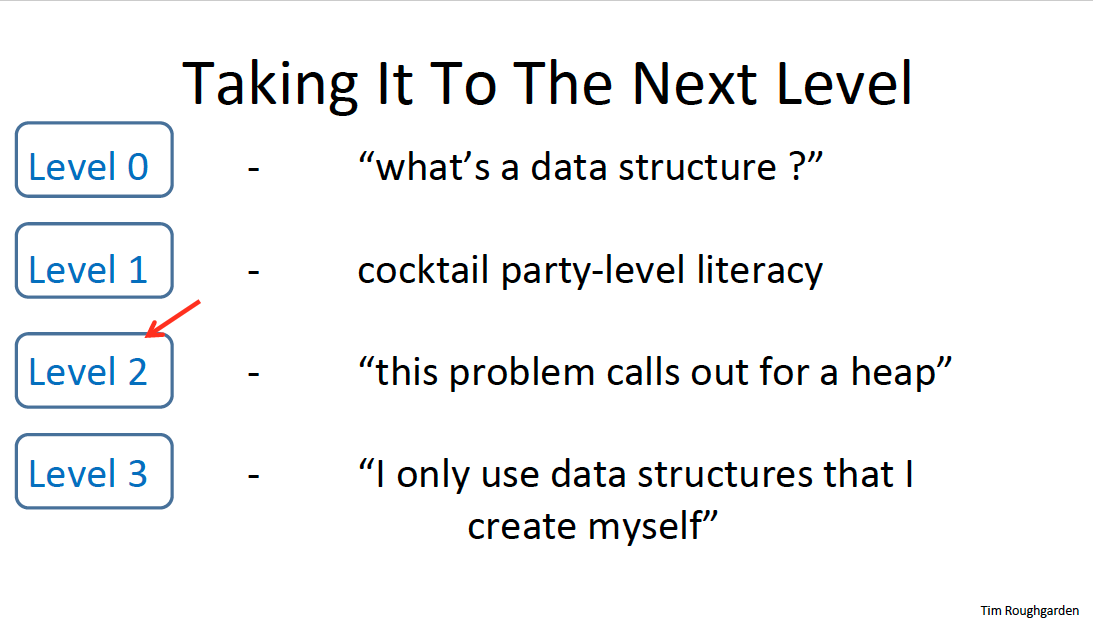 Taking It To The Next Level
Level 0 - “what’s a data structure ?”
Level 1 - cocktail party-level literacy
Level 2 - “this problem calls out for a heap”
Level 3 - “I only use data structures that I
create myself”
Tim Roughgarden